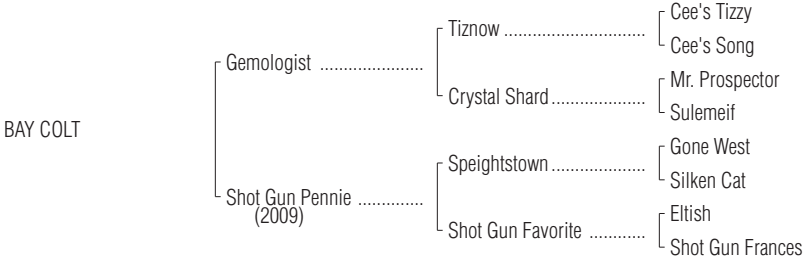 Cee's Tizzy
Tiznow ..............................
Cee's Song
Gemologist ......................
Mr. Prospector
Crystal Shard....................
Sulemeif
BAY COLT
Gone West
Speightstown....................
Silken Cat
Shot Gun Pennie ..............
(2009)
Eltish
Shot Gun Favorite ............
Shot Gun Frances